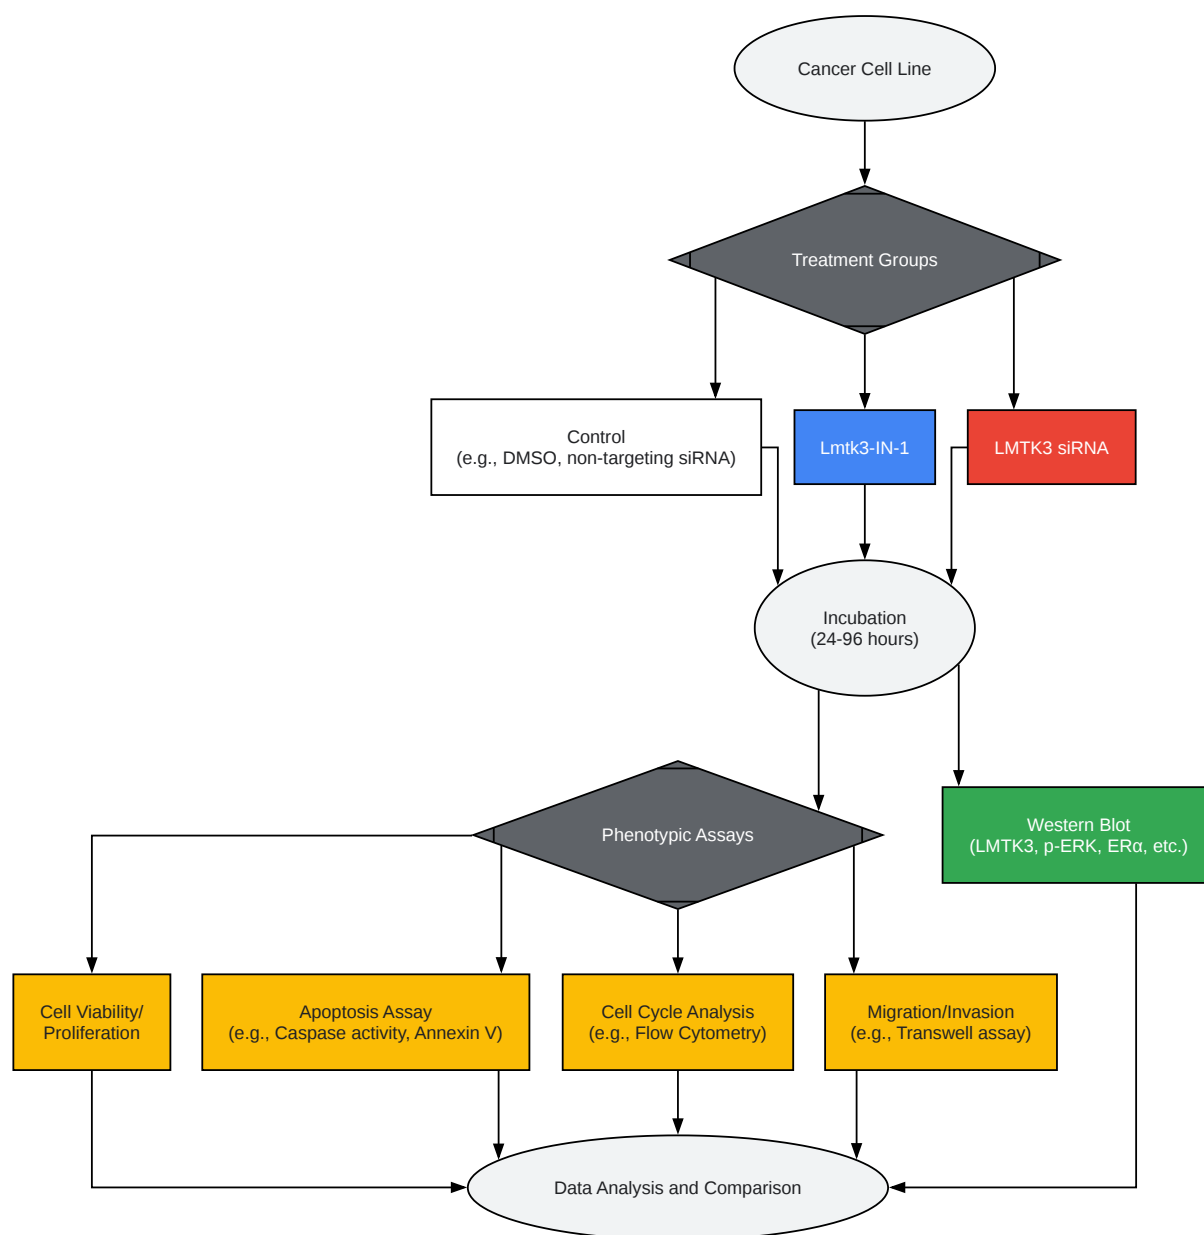 Cancer Cell Line
Treatment Groups
Control
(e.g., DMSO, non-targeting siRNA)
Lmtk3-IN-1
LMTK3 siRNA
Incubation
(24-96 hours)
Phenotypic Assays
Western Blot
(LMTK3, p-ERK, ERα, etc.)
Cell Viability/
Proliferation
Apoptosis Assay
(e.g., Caspase activity, Annexin V)
Cell Cycle Analysis
(e.g., Flow Cytometry)
Migration/Invasion
(e.g., Transwell assay)
Data Analysis and Comparison